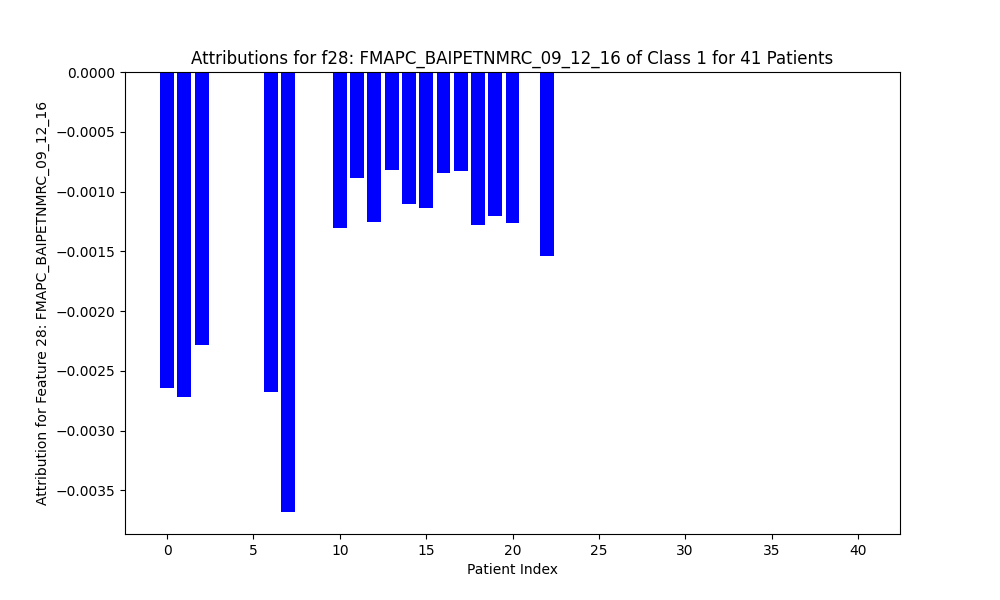 Attributions for f28: FMAPC_BAIPETNMRC_09_12_16 of Class 1 for 41 Patients
Attribution for Feature 28: FMAPC_BAIPETNMRC_09_12_16
0.0000
−0.0005
−0.0010
−0.0015
−0.0020
−0.0025
−0.0030
−0.0035
0 5 10 15 20 25 30 35 40
Patient Index